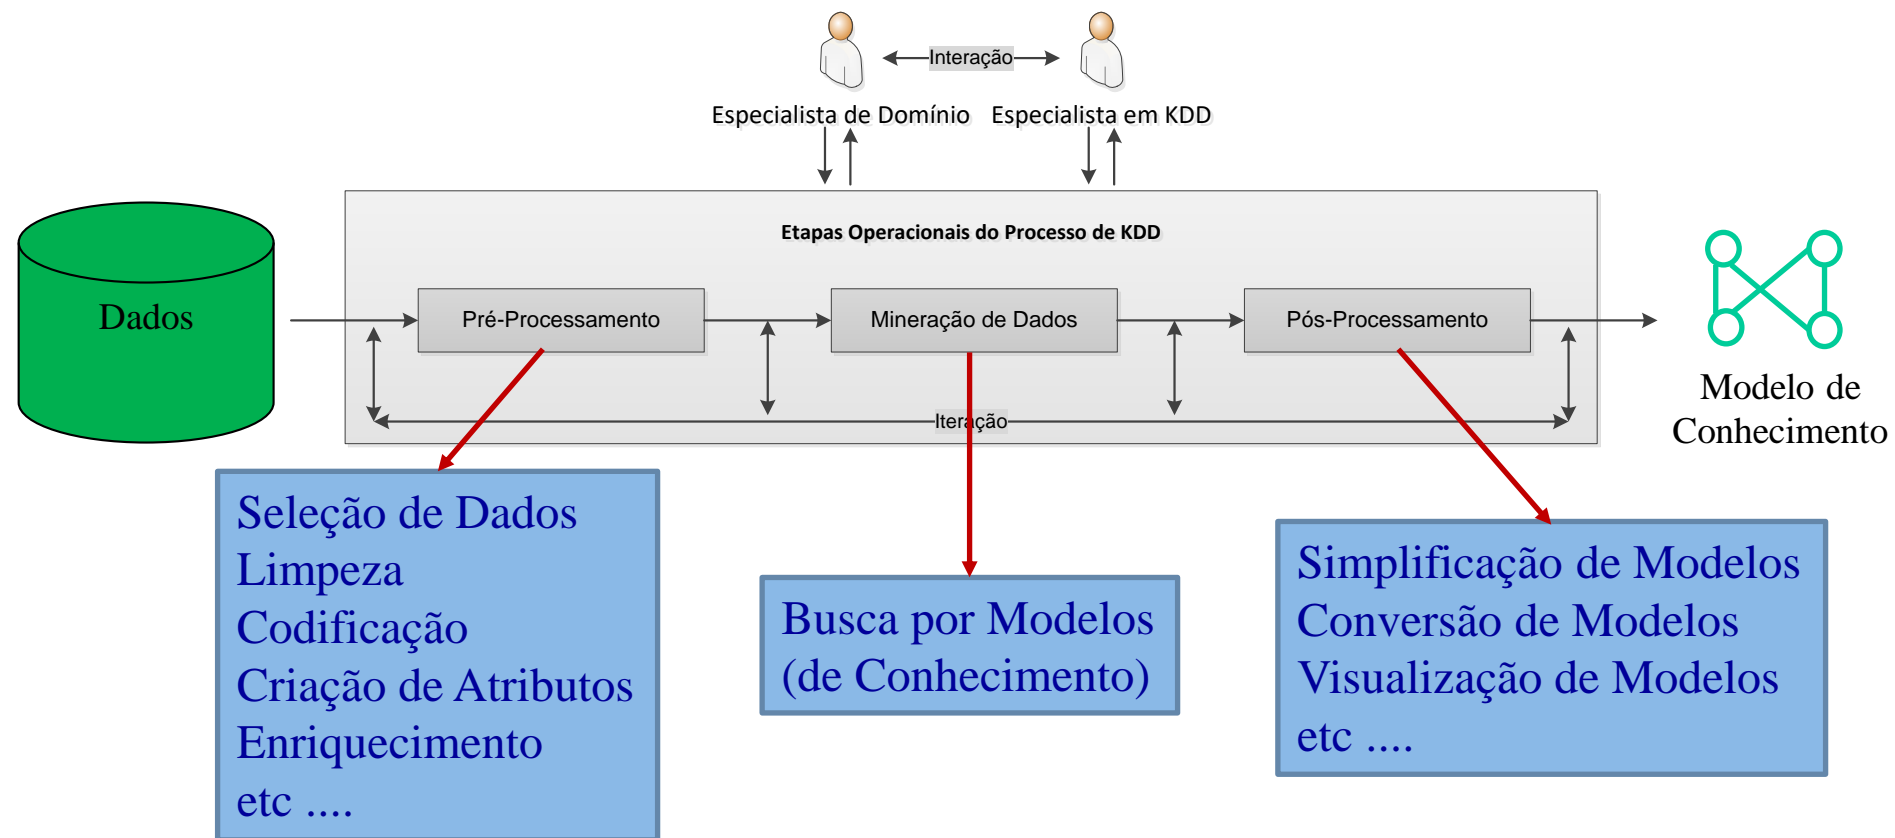 Interação
Especialista de Domínio
Especialista em KDD
Etapas Operacionais do Processo de KDD
Dados
Pré-Processamento
Mineração de Dados
Pós-Processamento
Iteração
Modelo de
Conhecimento
Seleção de Dados
Limpeza
Codificação
Criação de Atributos
Enriquecimento
etc ....
Busca por Modelos
(de Conhecimento)
Simplificação de Modelos
Conversão de Modelos
Visualização de Modelos
etc ....